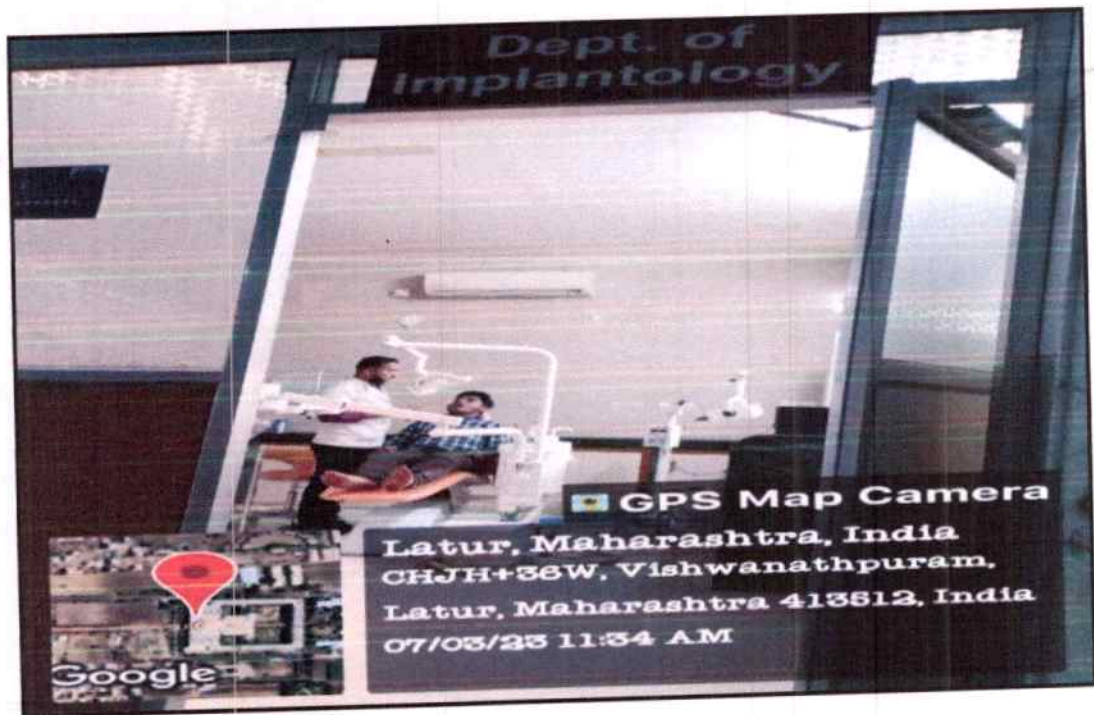 Dept. of
implantology
GPS Map Camera
Latur, Maharashtra, India
CHJH+36W, Vishwanathpuram,
Latur, Maharashtra 413512, India
07/03/23 11:34 AM
Google